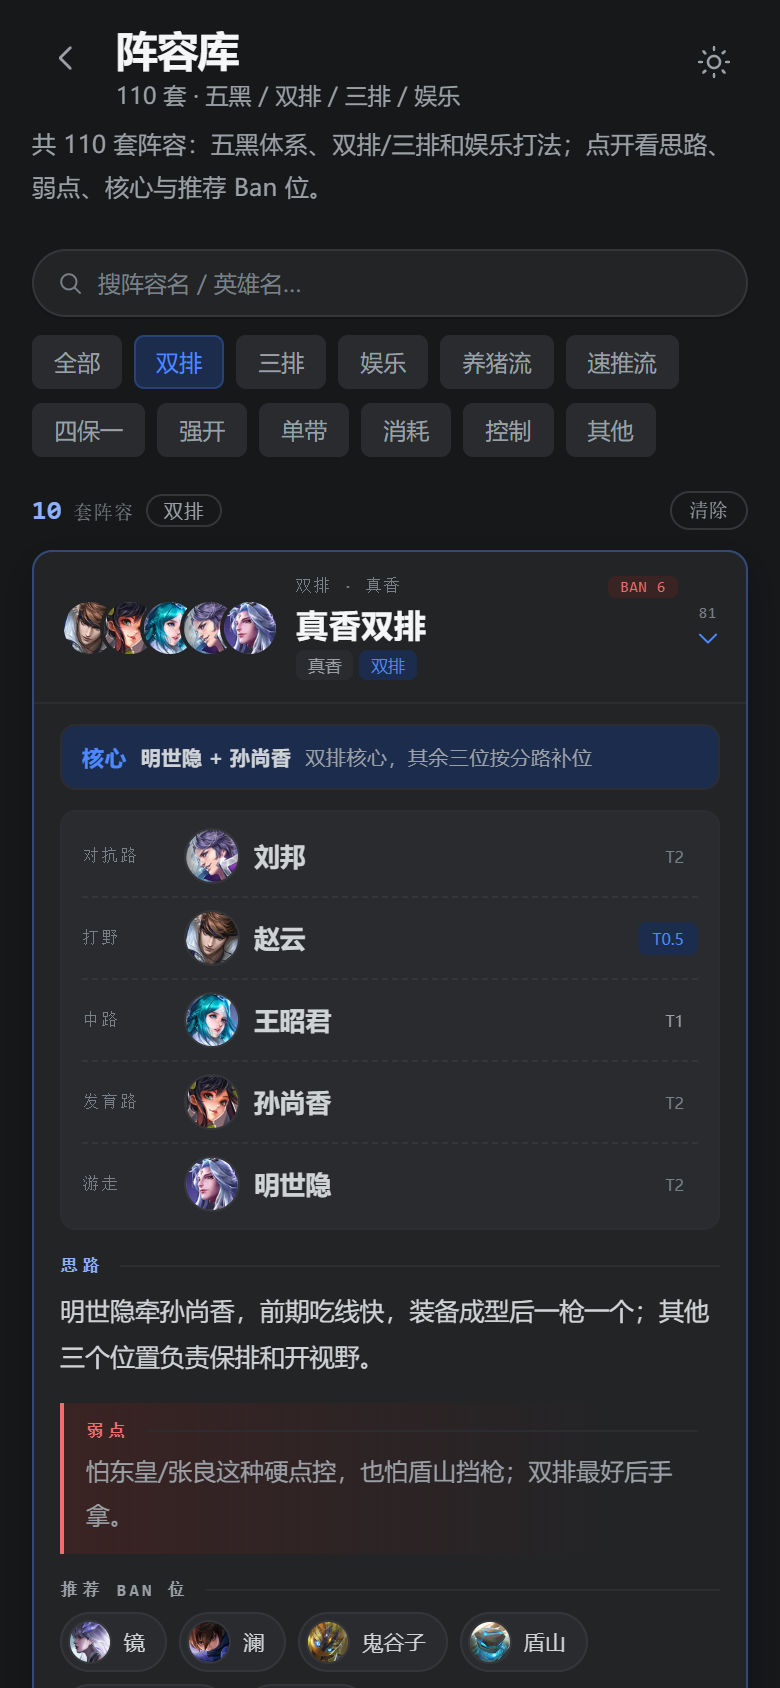 阵容库
110 套 · 五黑 / 双排 / 三排 / 娱乐
共 110 套阵容：五黑体系、双排/三排和娱乐打法；点开看思路、
弱点、核心与推荐 Ban 位。
搜阵容名 / 英雄名...
全部 双排 三排 娱乐 养猪流 速推流
四保一 强开 单带 消耗 控制 其他
10 套阵容 双排 清除
双排 · 真香 BAN 6
81
真香双排
真香 双排
核心 明世隐 + 孙尚香 双排核心，其余三位按分路补位
对抗路 刘邦 T2
打野 赵云 T0.5
中路 王昭君 T1
发育路 孙尚香 T2
游走 明世隐 T2
思路
明世隐牵孙尚香，前期吃线快，装备成型后一枪一个；其他
三个位置负责保排和开视野。
弱点
怕东皇/张良这种硬点控，也怕盾山挡枪；双排最好后手
拿。
推荐 BAN 位
镜 澜 鬼谷子 盾山